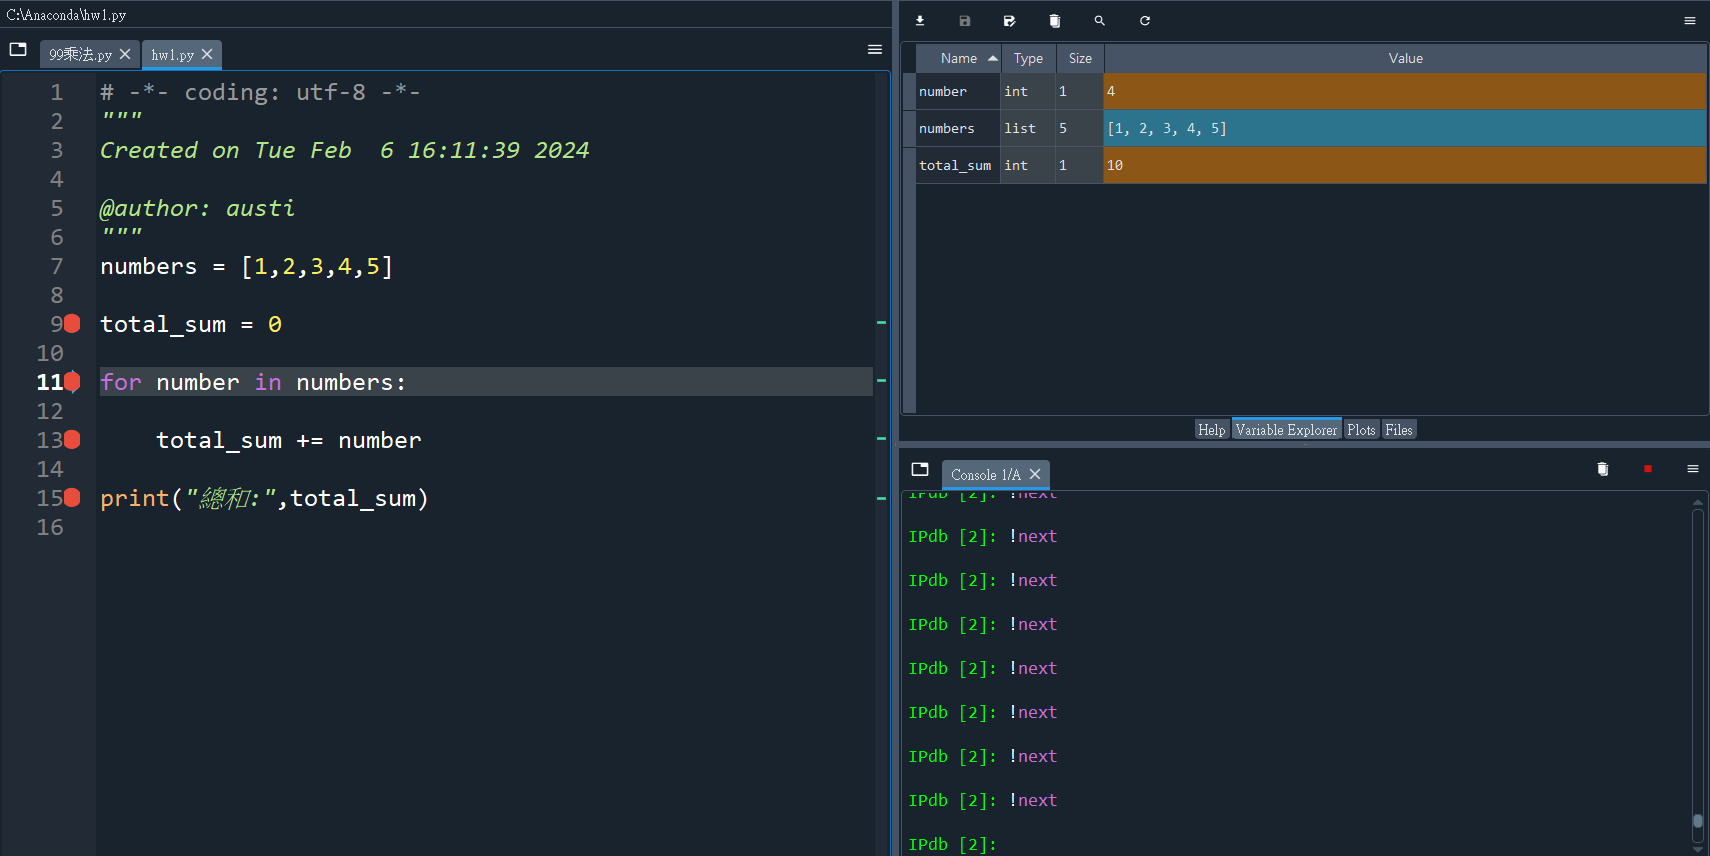 C:\Anaconda\hw1.py
99乘法.py
hw1.py
1 # -*- coding: utf-8 -*-
2 """
3 Created on Tue Feb  6 16:11:39 2024
4
5 @author: austi
6 """
7 numbers = [1,2,3,4,5]
8
9 total_sum = 0
10
11 for number in numbers:
12
13     total_sum += number
14
15 print("總和:",total_sum)
16
Name Type Size Value
number int 1 4
numbers list 5 [1, 2, 3, 4, 5]
total_sum int 1 10
Help Variable Explorer Plots Files
Console 1/A
IPdb [2]: !next
IPdb [2]: !next
IPdb [2]: !next
IPdb [2]: !next
IPdb [2]: !next
IPdb [2]: !next
IPdb [2]: !next
IPdb [2]: !next
IPdb [2]: